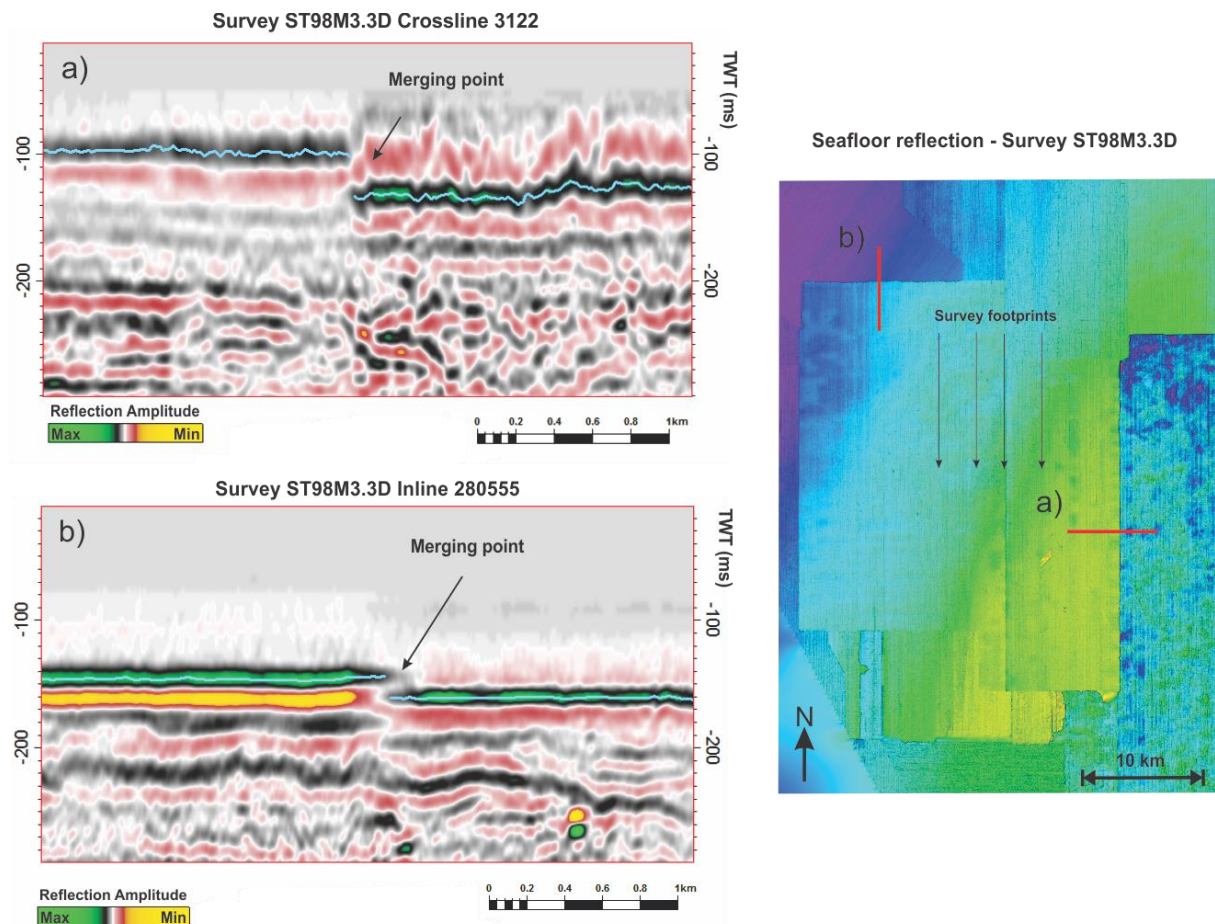 Survey ST98M3.3D Crossline 3122
a)
Merging point
TWT (ms)
-100
-200
-100
-200
Reflection Amplitude
Max Min
0 0.2 0.4 0.6 0.8 1km
Survey ST98M3.3D Inline 280555
b)
Merging point
TWT (ms)
-100
-200
-100
-200
Reflection Amplitude
Max Min
0 0.2 0.4 0.6 0.8 1km
Seafloor reflection - Survey ST98M3.3D
b)
Survey footprints
a)
N
10 km